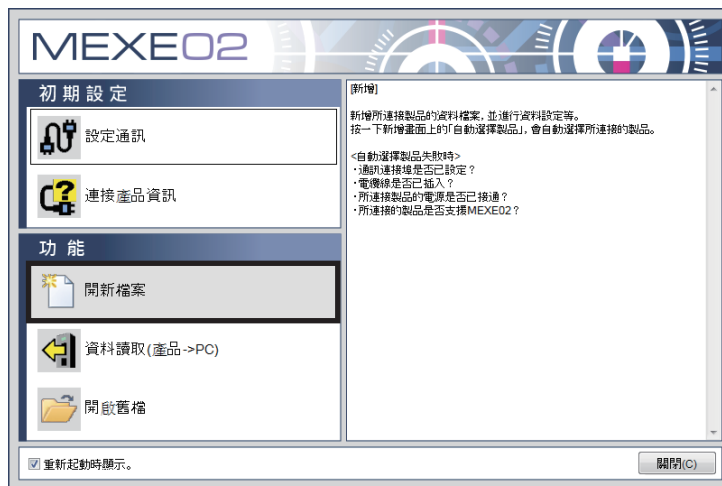 MEXE02
初期設定
設定通訊
連接產品資訊
功能
開新檔案
資料讀取(產品->PC)
開啟舊檔
[新增]
新增所連接製品的資料檔案, 並進行資料設定等。
按一下新增畫面上的「自動選擇製品」, 會自動選擇所連接的製品。
<自動選擇製品失敗時>
・通訊連接埠是否已設定？
・電纜線是否已插入？
・所連接製品的電源是否已接通？
・所連接的製品是否支援MEXE02？
重新起動時顯示。
關閉(C)